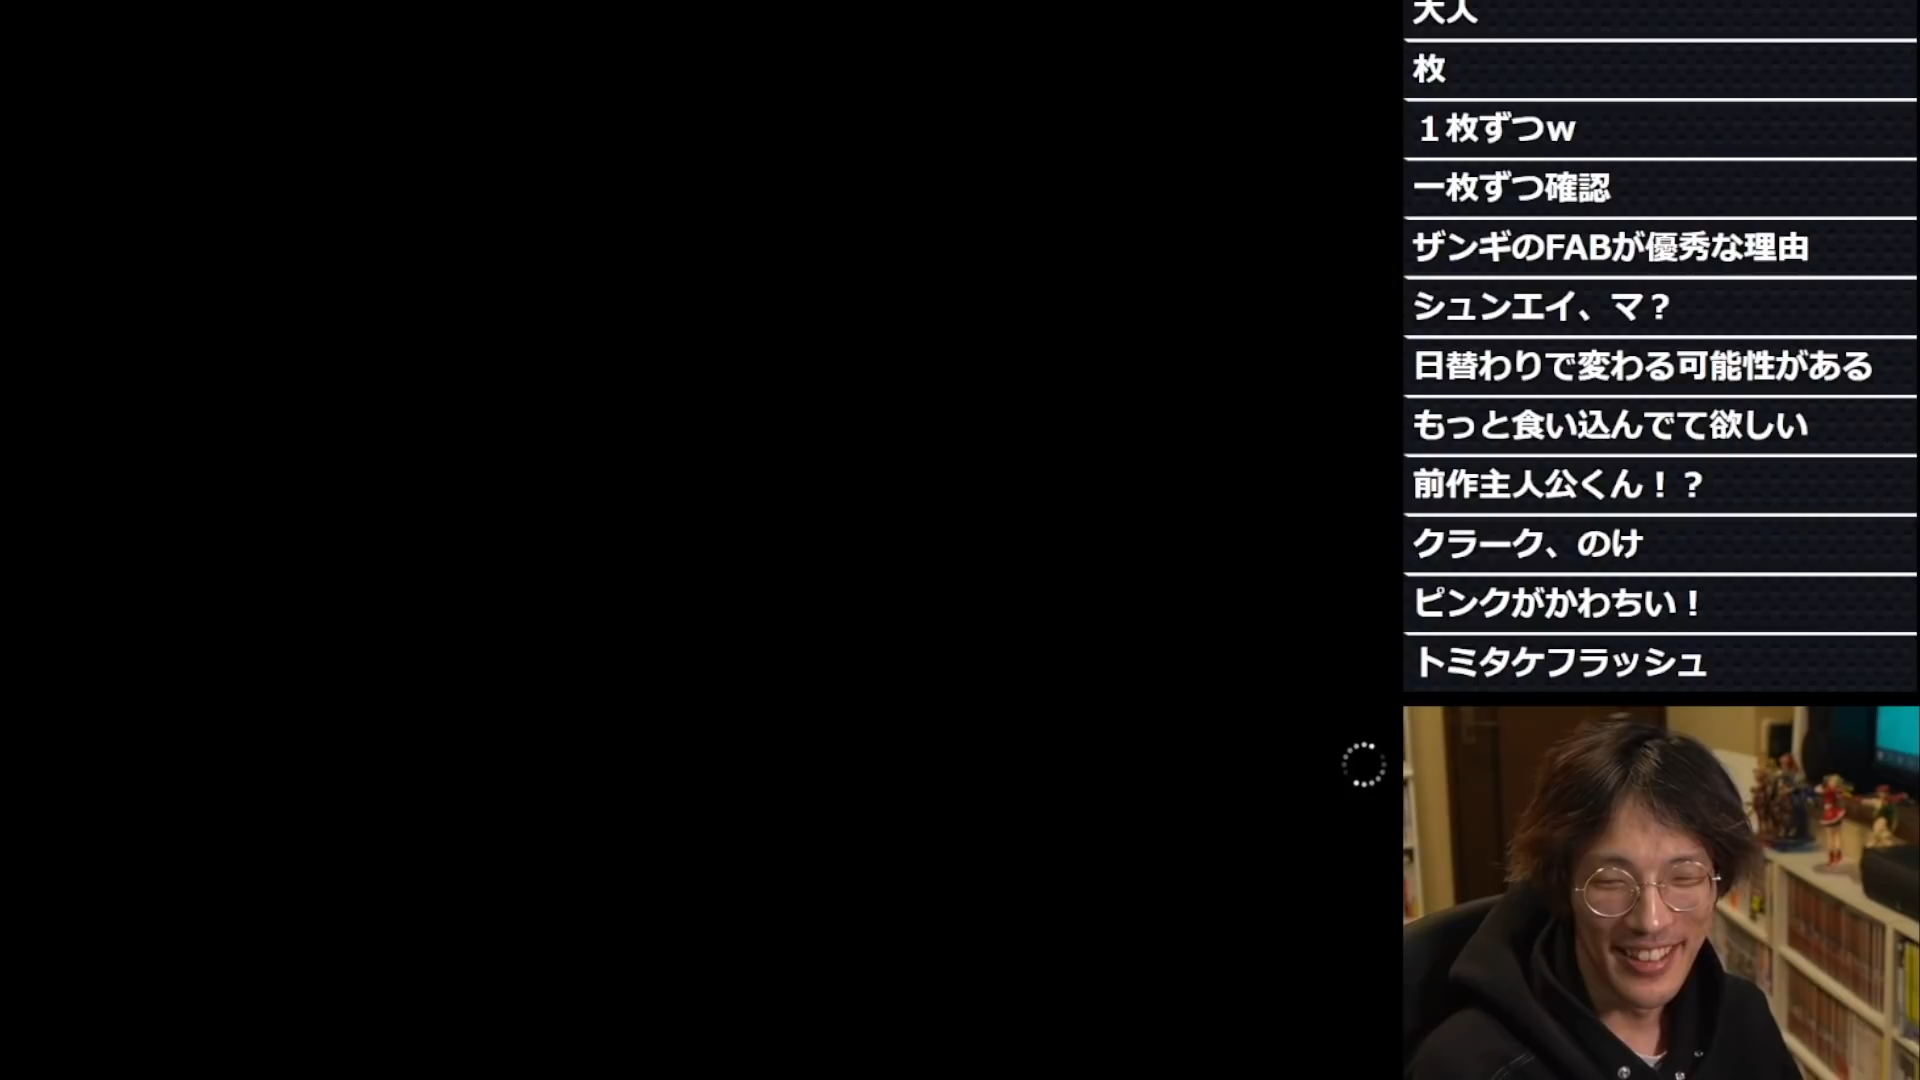 大人
枚
１枚ずつw
一枚ずつ確認
ザンギのFABが優秀な理由
シュンエイ、マ？
日替わりで変わる可能性がある
もっと食い込んでて欲しい
前作主人公くん！？
クラーク、のけ
ピンクがかわちい！
トミタケフラッシュ